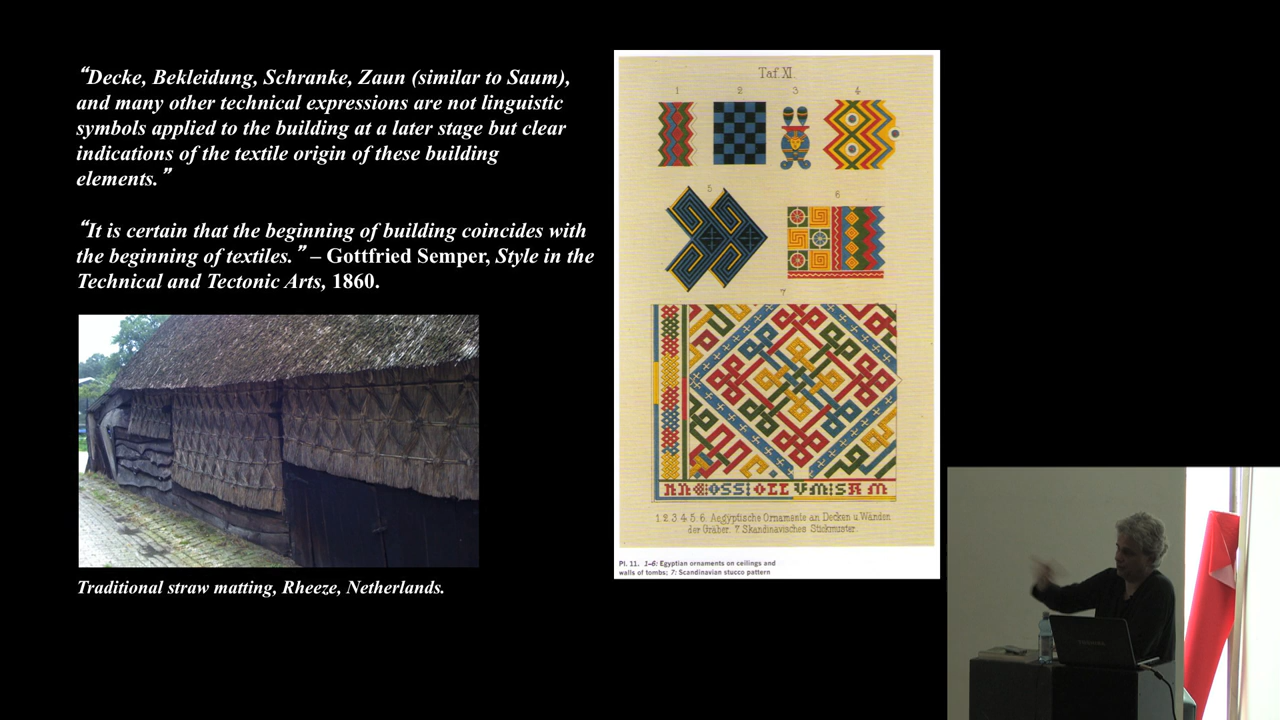 “Decke, Bekleidung, Schranke, Zaun (similar to Saum),
and many other technical expressions are not linguistic
symbols applied to the building at a later stage but clear
indications of the textile origin of these building
elements.”
“It is certain that the beginning of building coincides with
the beginning of textiles.” – Gottfried Semper, Style in the
Technical and Tectonic Arts, 1860.
Traditional straw matting, Rheeze, Netherlands.
Taf. XI.
1 2 3 4
5
6
7
1. 2. 3. 4. 5. 6. Aegyptische Ornamente an Decken u. Wänden
der Gräber. 7. Skandinavisches Stickmuster.
Pl. 11. 1–6: Egyptian ornaments on ceilings and
walls of tombs; 7: Scandinavian stucco pattern